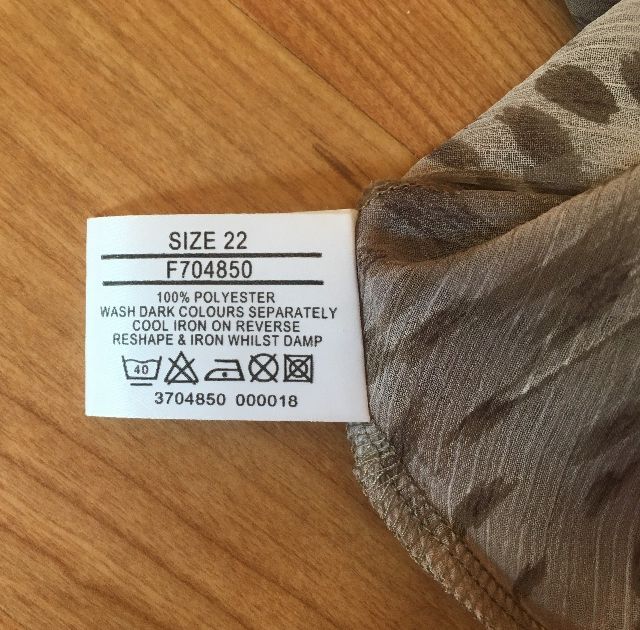 SIZE 22
F704850
100% POLYESTER
WASH DARK COLOURS SEPARATELY
COOL IRON ON REVERSE
RESHAPE & IRON WHILST DAMP
40
3704850 000018